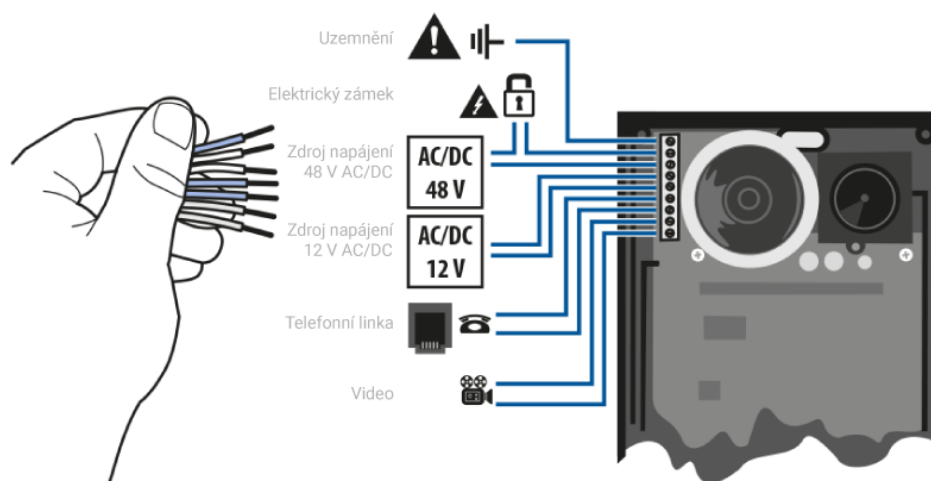 Uzemnění
Elektrický zámek
Zdroj napájení
48 V AC/DC
AC/DC
48 V
Zdroj napájení
12 V AC/DC
AC/DC
12 V
Telefonní linka
Video